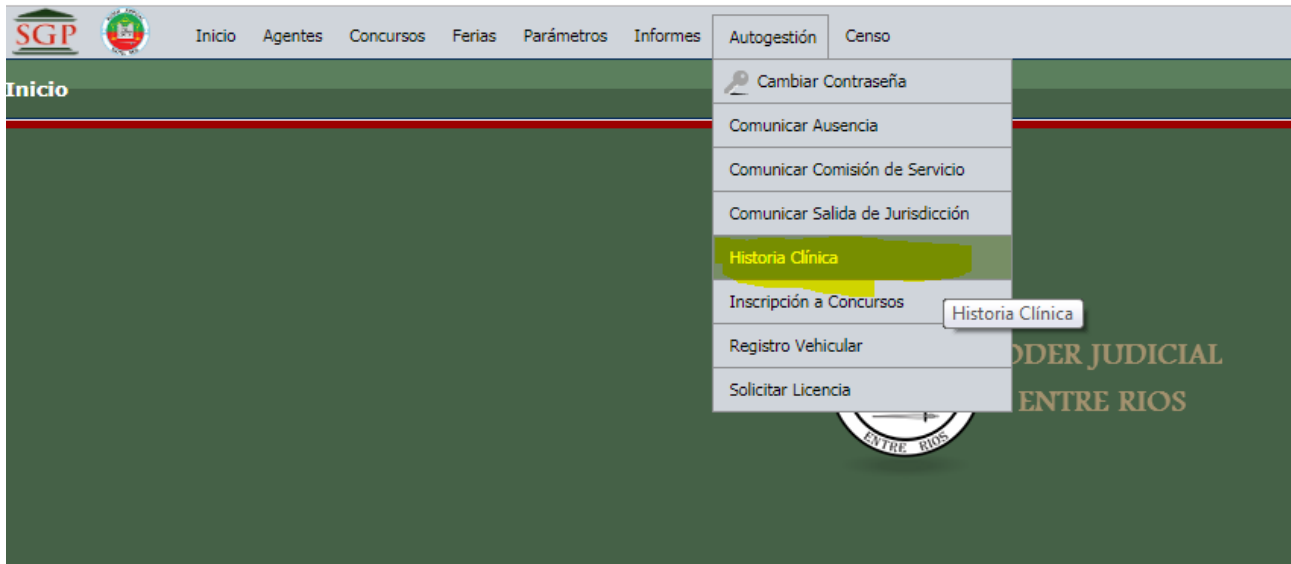 SGP
Inicio Agentes Concursos Ferias Parámetros Informes Autogestión Censo
Inicio
Cambiar Contraseña
Comunicar Ausencia
Comunicar Comisión de Servicio
Comunicar Salida de Jurisdicción
Historia Clínica
Inscripción a Concursos
Historia Clínica
Registro Vehicular
ODER JUDICIAL
Solicitar Licencia
ENTRE RIOS
ENTRE RIOS